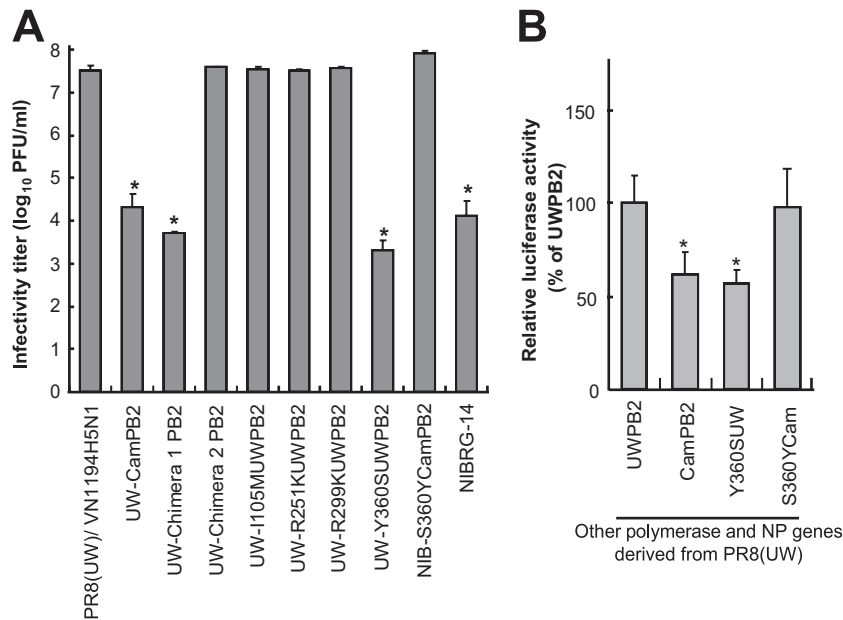 A
Infectivity titer (log10 PFU/ml)
8
7
6
5
4
3
2
1
0
*
*
*
*
PR8(UW)/ VN1194H5N1
UW-CamPB2
UW-Chimera 1 PB2
UW-Chimera 2 PB2
UW-I105MUWPB2
UW-R251KUWPB2
UW-R299KUWPB2
UW-Y360SUWPB2
NIB-S360YCamPB2
NIBRG-14
B
Relative luciferase activity
(% of UWPB2)
150
100
50
0
*
*
UWPB2
CamPB2
Y360SUW
S360YCam
Other polymerase and NP genes
derived from PR8(UW)